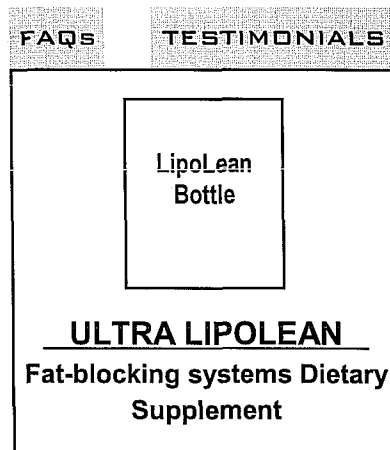 FAQs TESTIMONIALS
LipoLean
Bottle
ULTRA LIPOLEAN
Fat-blocking systems Dietary
Supplement